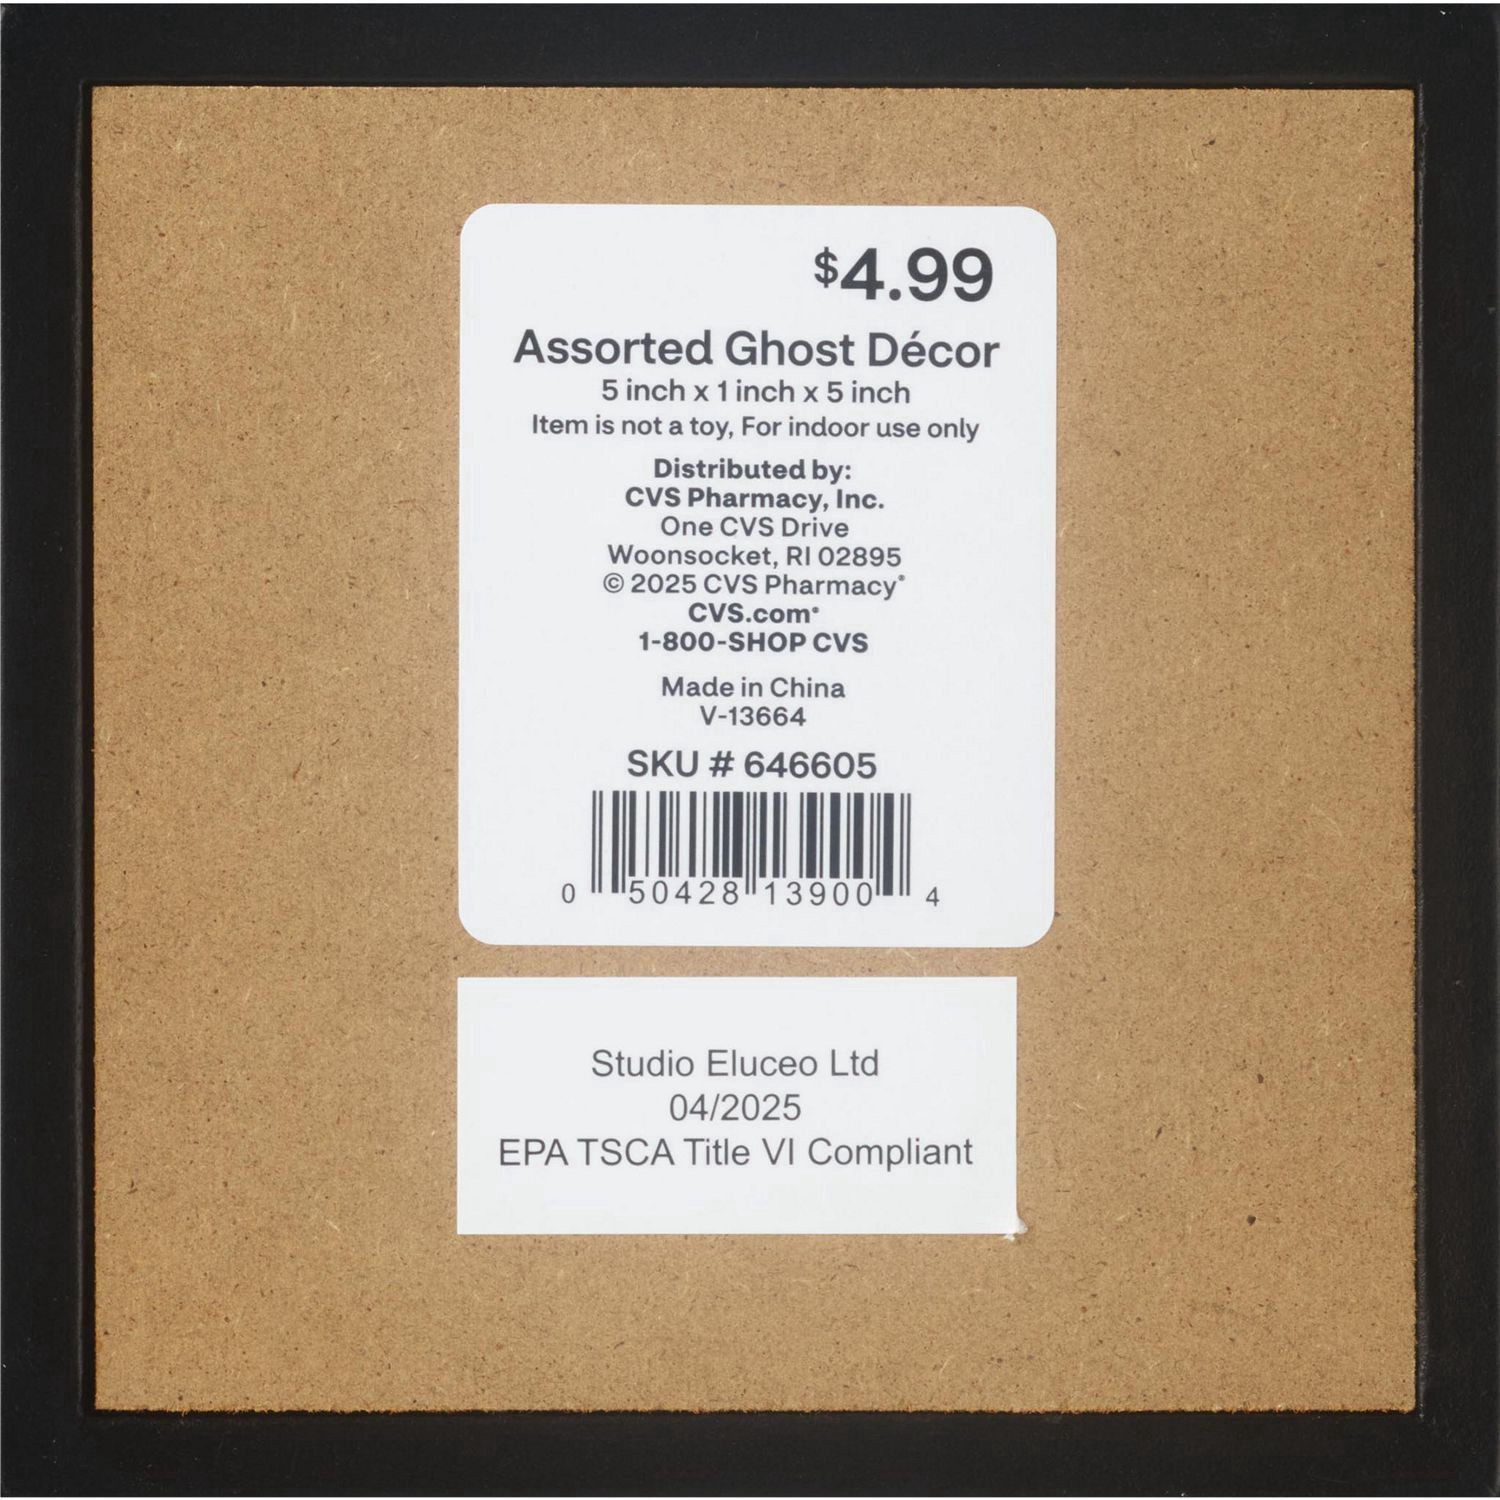 $4.99
Assorted Ghost Décor
5 inch x 1 inch x 5 inch
Item is not a toy, For indoor use only
Distributed by:
CVS Pharmacy, Inc.
One CVS Drive
Woonsocket, RI 02895
© 2025 CVS Pharmacy®
CVS.com®
1-800-SHOP CVS
Made in China
V-13664
SKU # 646605
0 50428 13900 4
Studio Eluceo Ltd
04/2025
EPA TSCA Title VI Compliant